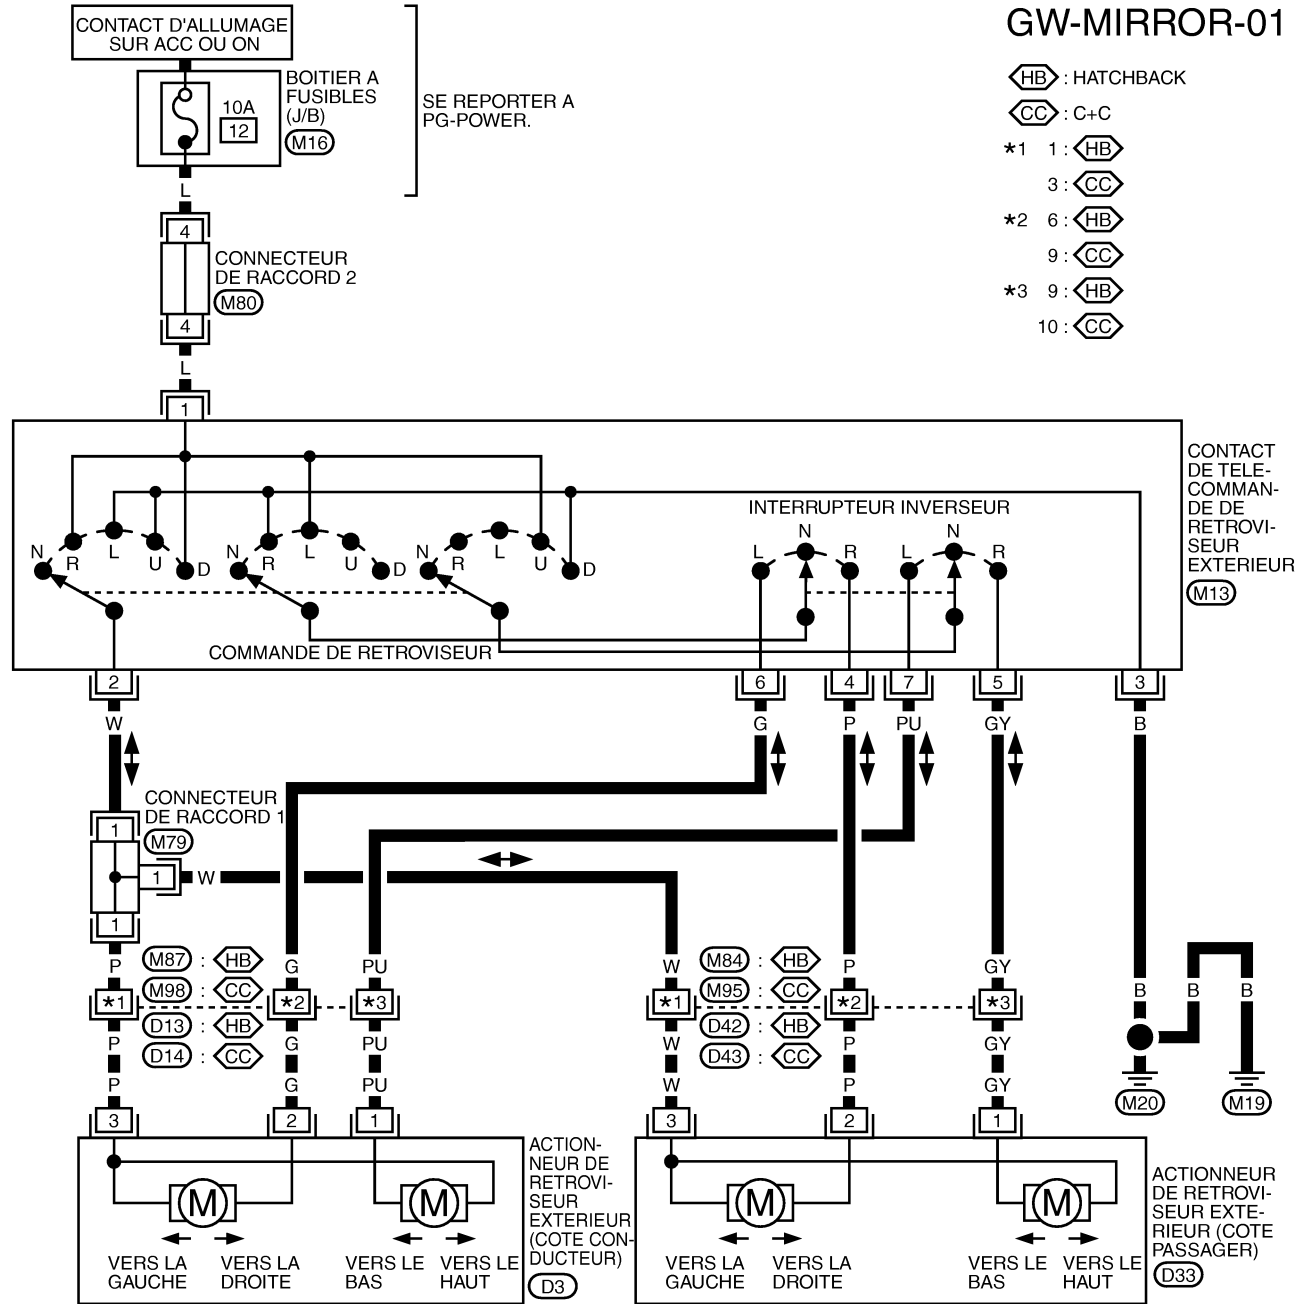 GW-MIRROR-01
CONTACT D'ALLUMAGE
SUR ACC OU ON
BOITIER A
FUSIBLES
(J/B)
M16
10A
12
SE REPORTER A
PG-POWER.
HB : HATCHBACK
CC : C+C
*1 1 : HB
3 : CC
*2 6 : HB
9 : CC
*3 9 : HB
10 : CC
L
4
CONNECTEUR
DE RACCORD 2
M80
4
L
1
CONTACT
DE TELE-
COMMAN-
DE DE
RETROVI-
SEUR
EXTERIEUR
M13
INTERRUPTEUR INVERSEUR
N R L U D
N R L U D
N R L U D
L N R
L N R
COMMANDE DE RETROVISEUR
2 6 4 7 5 3
W G P PU GY B
CONNECTEUR
DE RACCORD 1
M79
1
1 W
1
P G PU W P GY B B B
M87 : HB
M98 : CC
M84 : HB
M95 : CC
*1 *2 *3 *1 *2 *3
D13 : HB
D14 : CC
D42 : HB
D43 : CC
P G PU W P GY
P G PU W P GY
M20 M19
3 2 1 3 2 1
ACTION-
NEUR DE
RETROVI-
SEUR
EXTERIEUR
(COTE CON-
DUCTEUR)
D3
M M M M
VERS LA
GAUCHE
VERS LA
DROITE
VERS LE
BAS
VERS LE
HAUT
VERS LA
GAUCHE
VERS LA
DROITE
VERS LE
BAS
VERS LE
HAUT
ACTIONNEUR
DE RETROVI-
SEUR EXTE-
RIEUR (COTE
PASSAGER)
D33